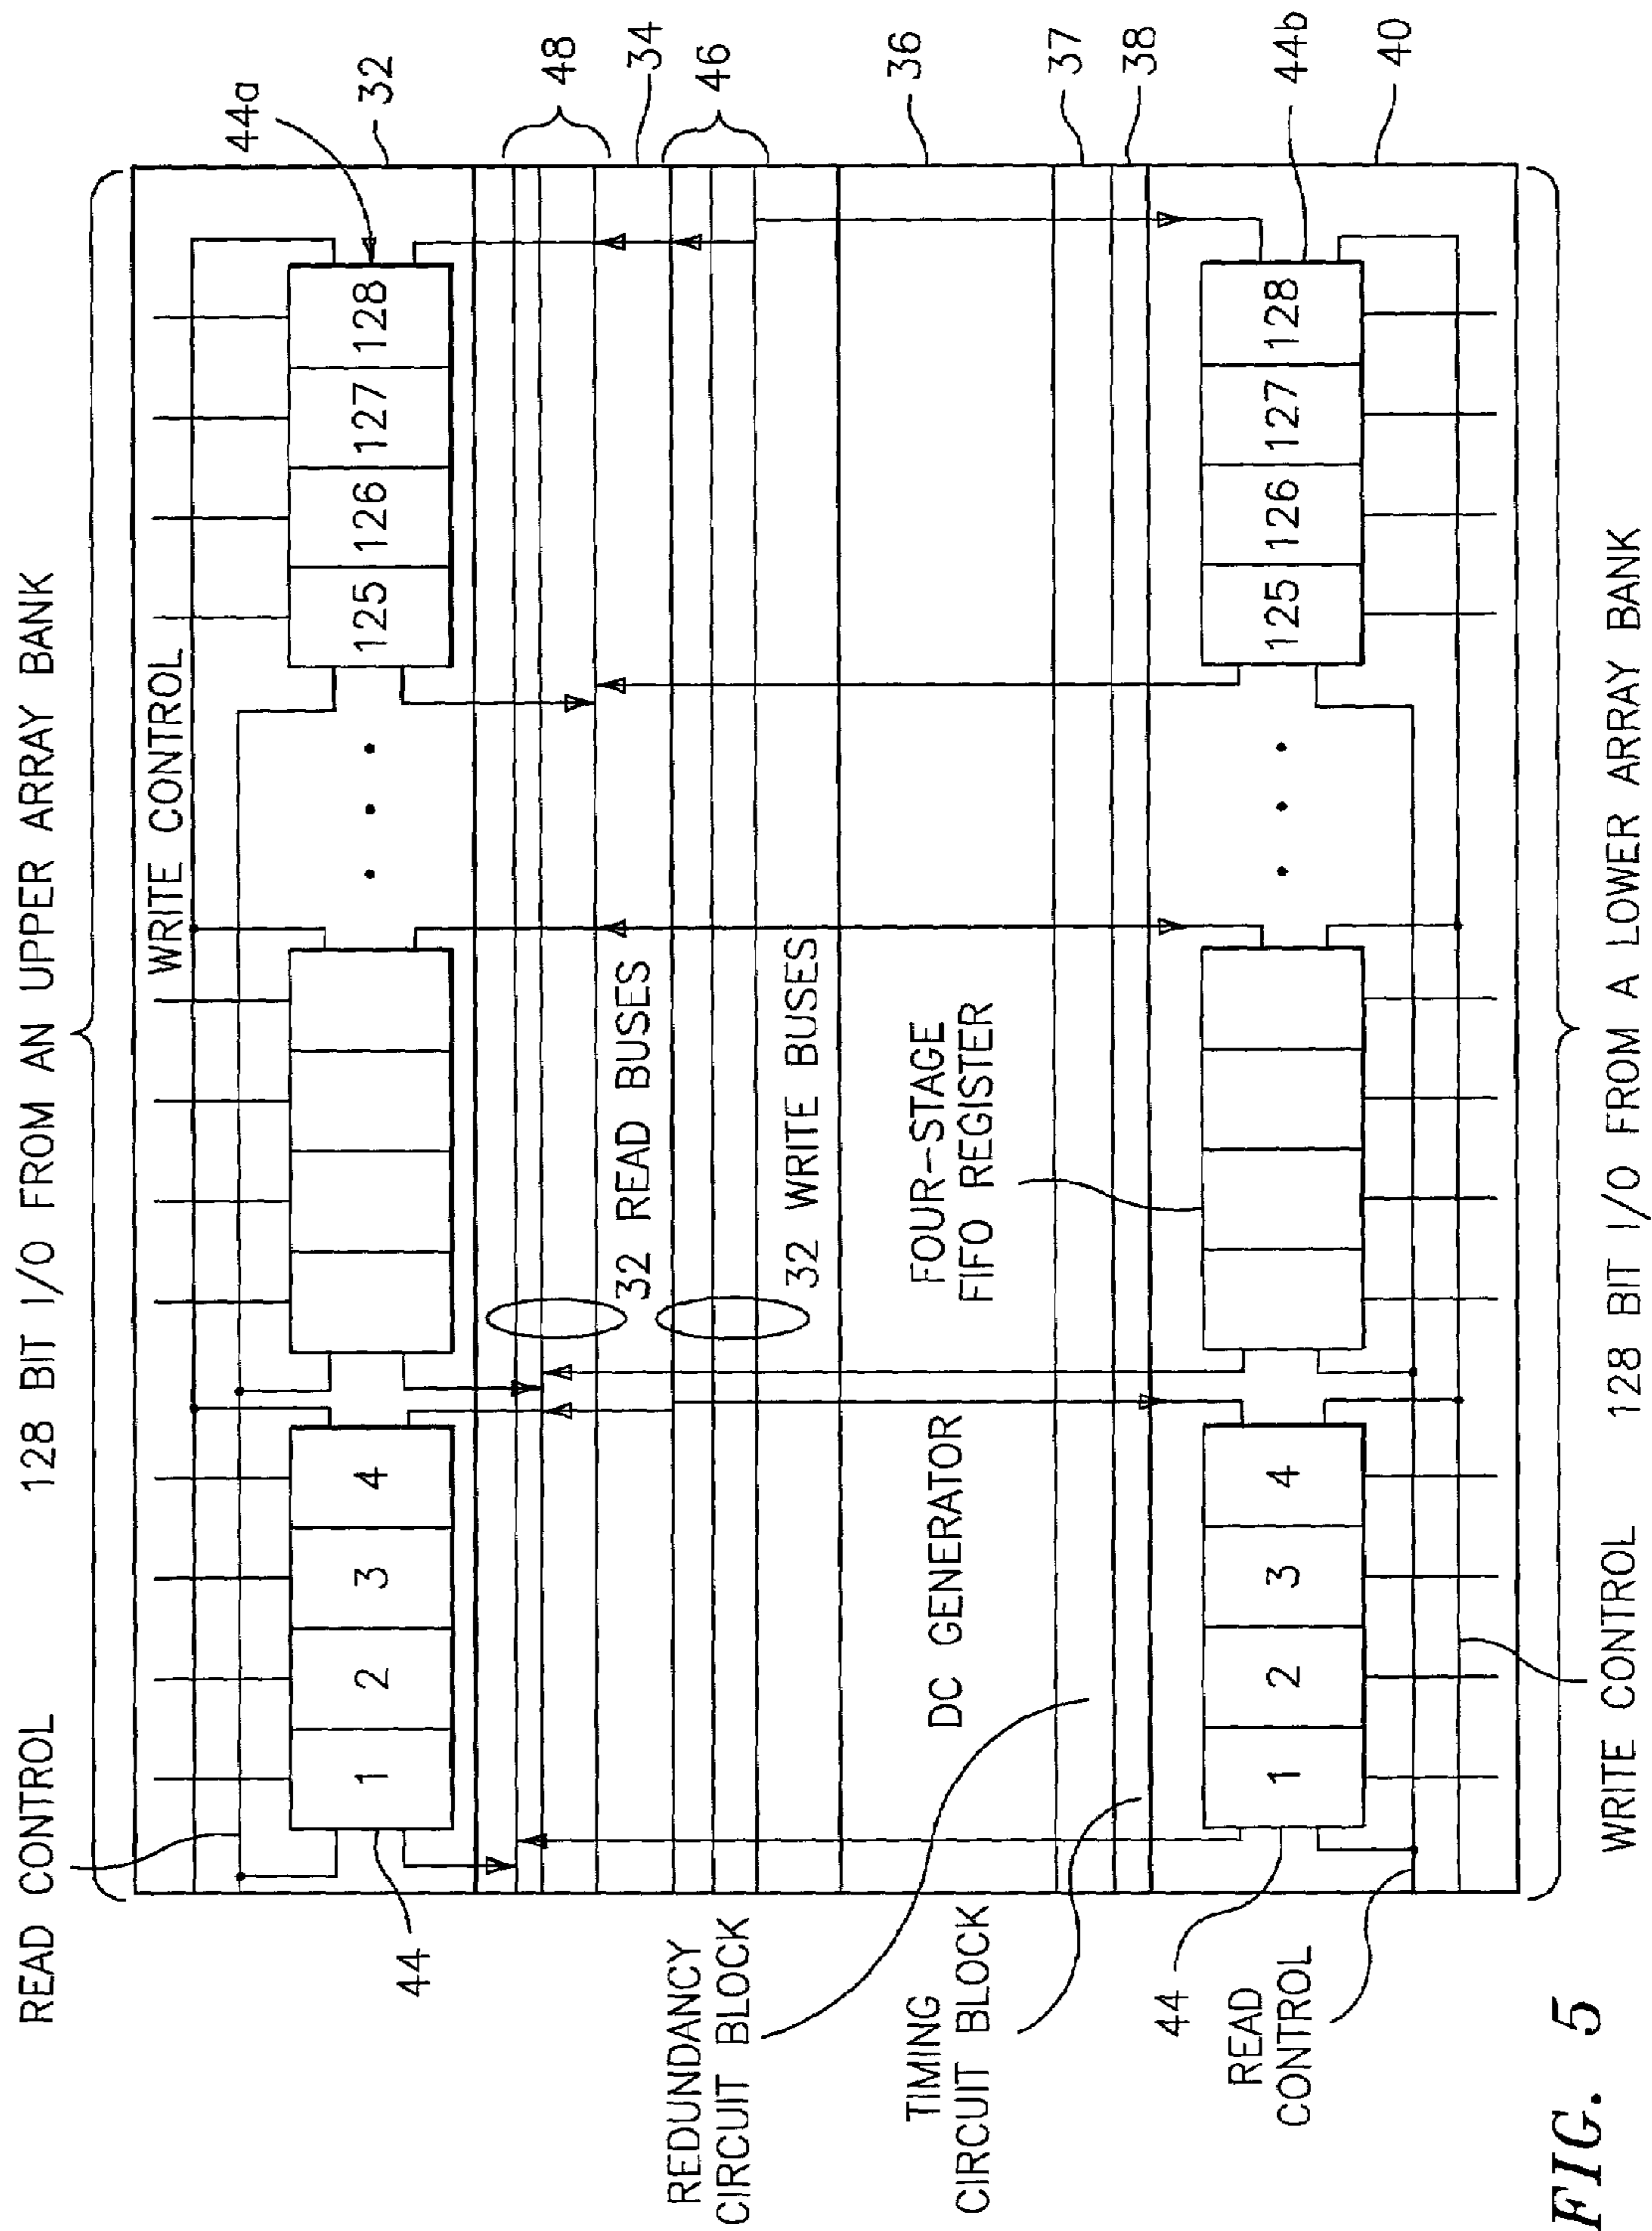 128 BIT I/O FROM AN UPPER ARRAY BANK
READ CONTROL
WRITE CONTROL
44a
32
44
1 2 3 4
125 126 127 128
48
32 READ BUSES
34
46
32 WRITE BUSES
REDUNDANCY
CIRCUIT BLOCK
DC GENERATOR
FOUR-STAGE
FIFO REGISTER
36
TIMING
CIRCUIT BLOCK
37
38
44
1 2 3 4
125 126 127 128
44b
READ
CONTROL
40
WRITE CONTROL
128 BIT I/O FROM A LOWER ARRAY BANK
FIG. 5